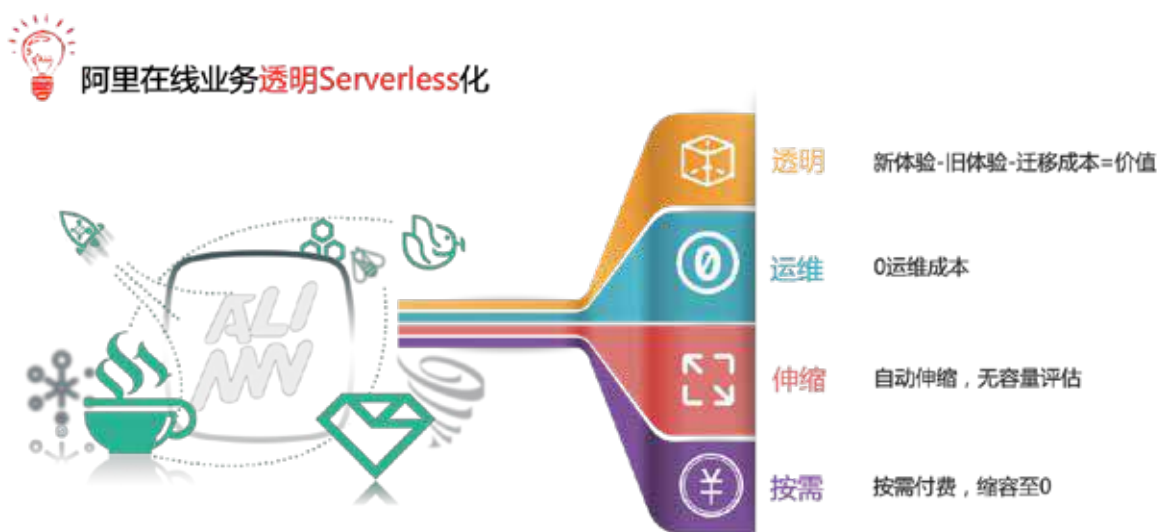 阿里在线业务透明Serverless化
透明 新体验-旧体验-迁移成本=价值
ALI
运维 0运维成本
伸缩 自动伸缩，无容量评估
按需 按需付费，缩容至0